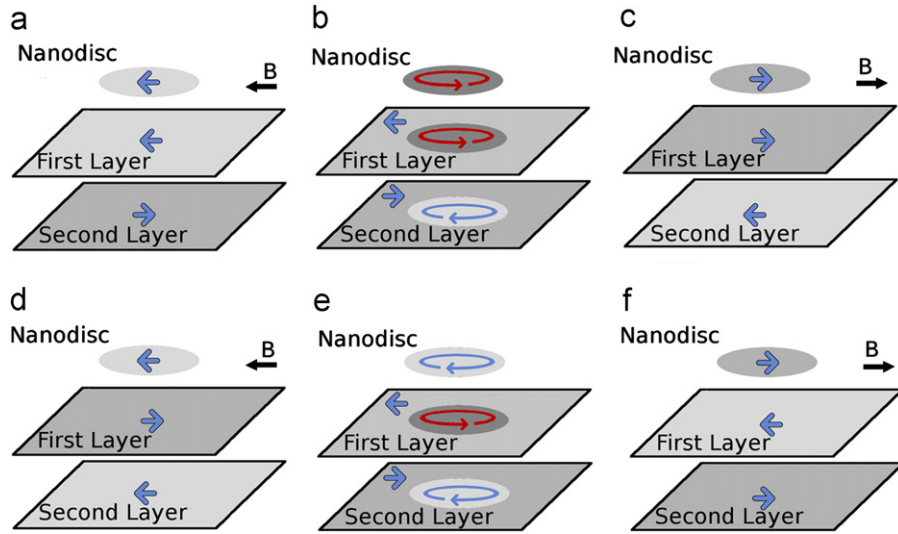 a
Nanodisc
B
First Layer
Second Layer
b
Nanodisc
First Layer
Second Layer
c
Nanodisc
B
First Layer
Second Layer
d
Nanodisc
B
First Layer
Second Layer
e
Nanodisc
First Layer
Second Layer
f
Nanodisc
B
First Layer
Second Layer